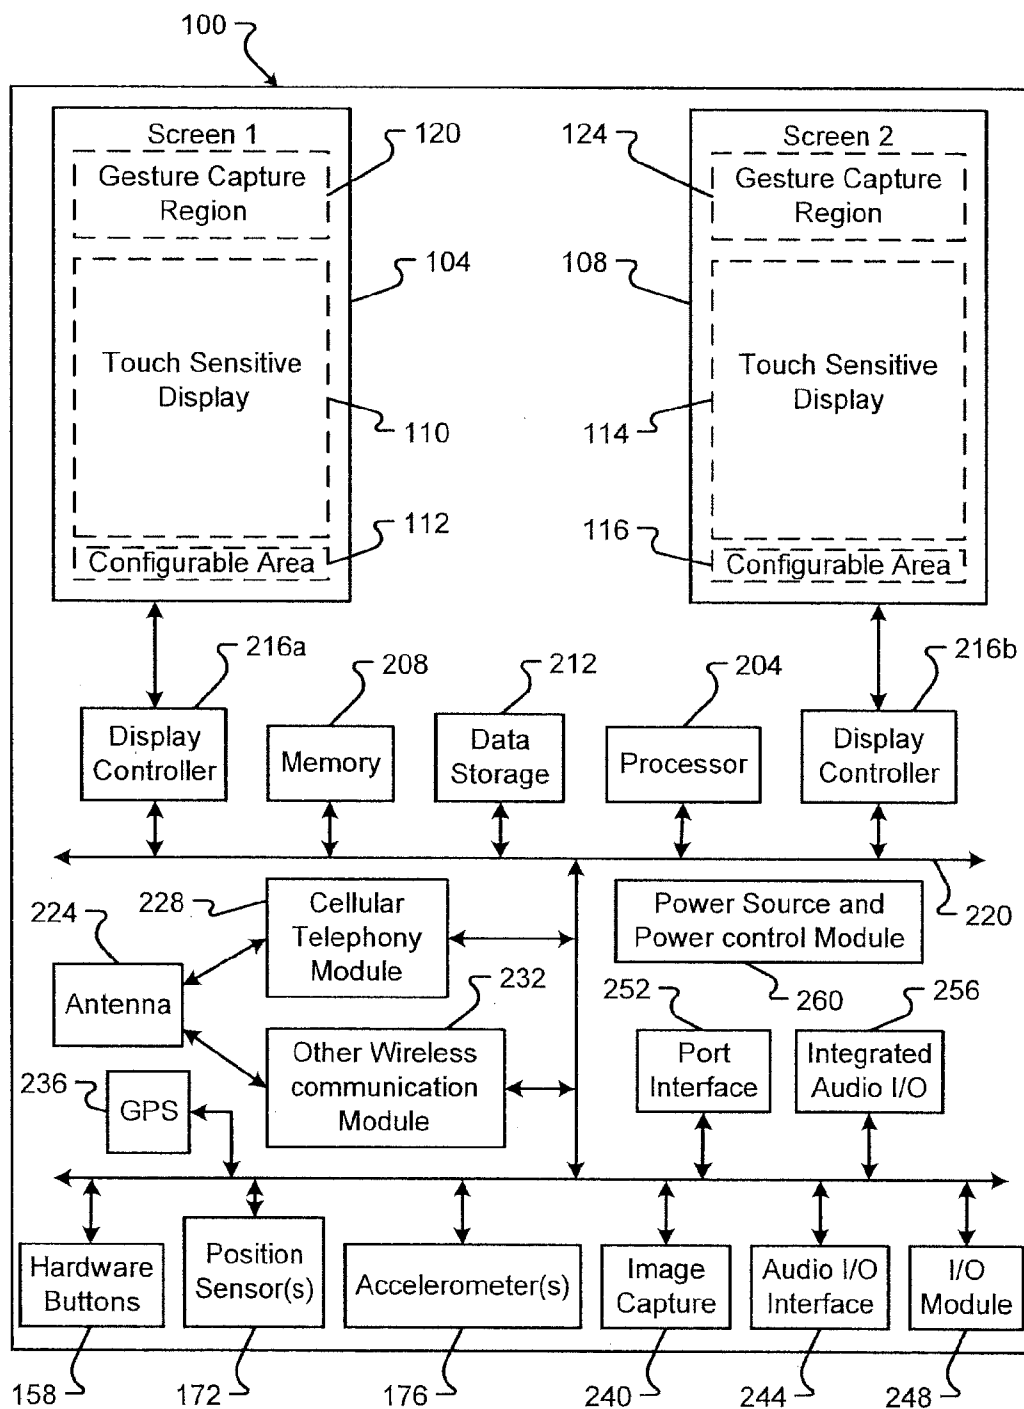 100
Screen 1
Gesture Capture
Region
120
124
Screen 2
Gesture Capture
Region
104
108
Touch Sensitive
Display
110
114
Touch Sensitive
Display
112
116
Configurable Area
Configurable Area
216a
208
212
204
216b
Display
Controller
Memory
Data
Storage
Processor
Display
Controller
228
Cellular
Telephony
Module
Power Source and
Power control Module
220
224
Antenna
232
252
260
256
Other Wireless
communication
Module
Port
Interface
Integrated
Audio I/O
236
GPS
Hardware
Buttons
Position
Sensor(s)
Accelerometer(s)
Image
Capture
Audio I/O
Interface
I/O
Module
158
172
176
240
244
248